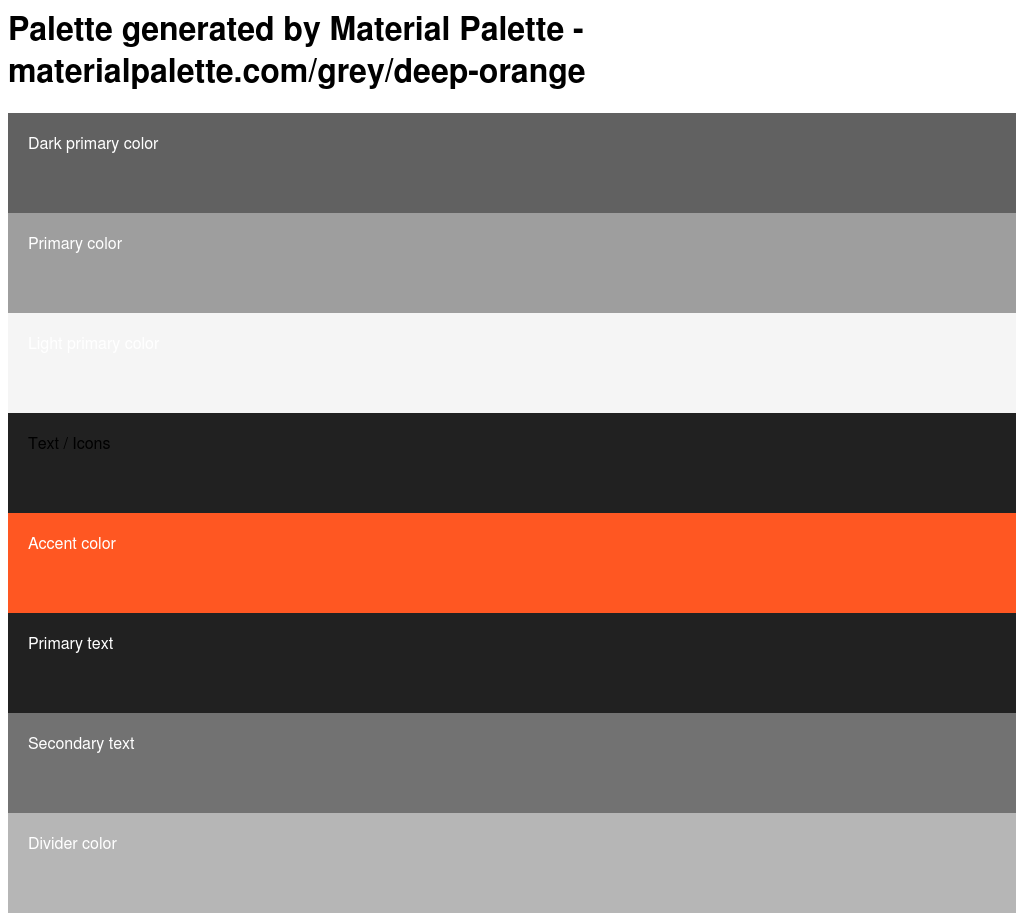 Palette generated by Material Palette -
materialpalette.com/grey/deep-orange
Dark primary color
Primary color
Light primary color
Text / Icons
Accent color
Primary text
Secondary text
Divider color